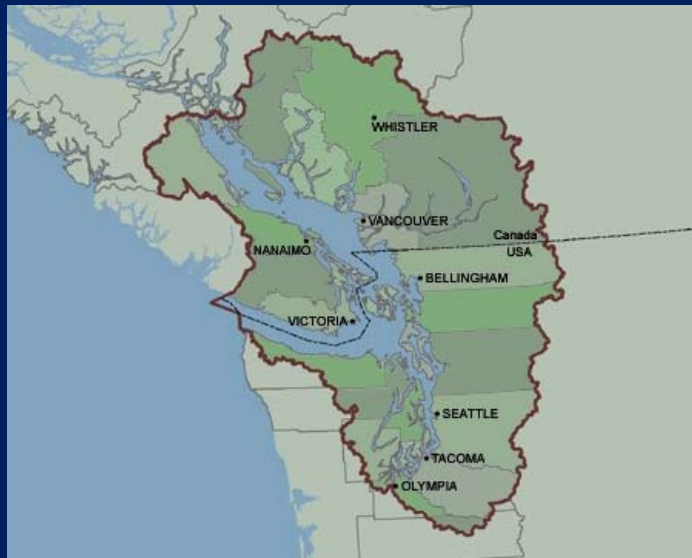 WHISTLER
VANCOUVER
Canada
NANAIMO
USA
BELLINGHAM
VICTORIA
SEATTLE
TACOMA
OLYMPIA